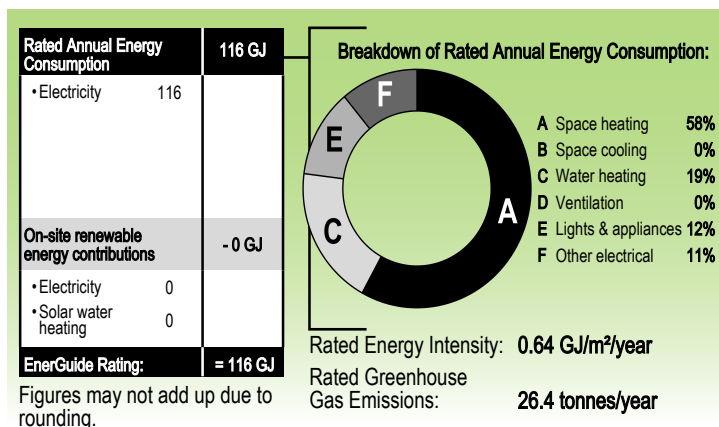 Rated Annual Energy
Consumption
116 GJ
• Electricity 116
On-site renewable
energy contributions
- 0 GJ
• Electricity 0
• Solar water
heating 0
EnerGuide Rating: = 116 GJ
Figures may not add up due to
rounding.
Breakdown of Rated Annual Energy Consumption:
F
E
C
A
A Space heating 58%
B Space cooling 0%
C Water heating 19%
D Ventilation 0%
E Lights & appliances 12%
F Other electrical 11%
Rated Energy Intensity: 0.64 GJ/m²/year
Rated Greenhouse
Gas Emissions: 26.4 tonnes/year